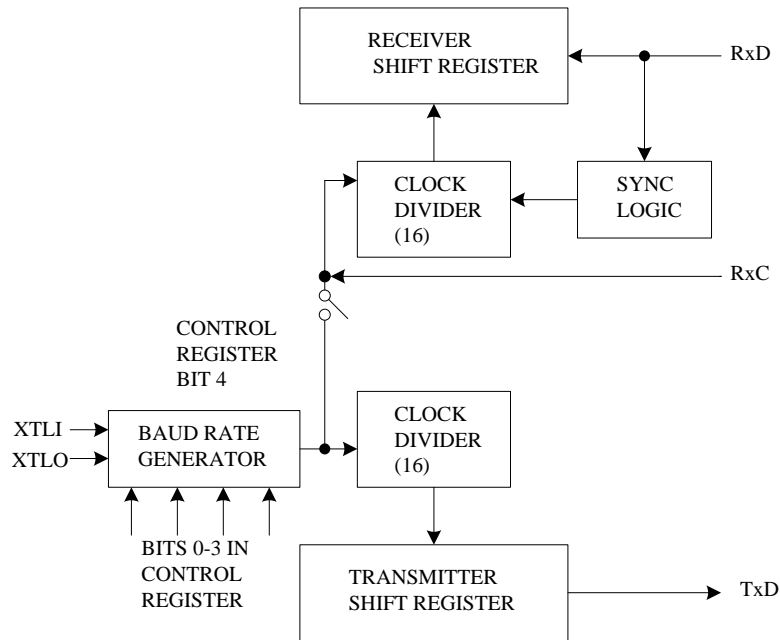 RECEIVER
SHIFT REGISTER
RxD
CLOCK
DIVIDER
(16)
SYNC
LOGIC
RxC
CONTROL
REGISTER
BIT 4
XTLI
XTLO
BAUD RATE
GENERATOR
CLOCK
DIVIDER
(16)
BITS 0-3 IN
CONTROL
REGISTER
TRANSMITTER
SHIFT REGISTER
TxD